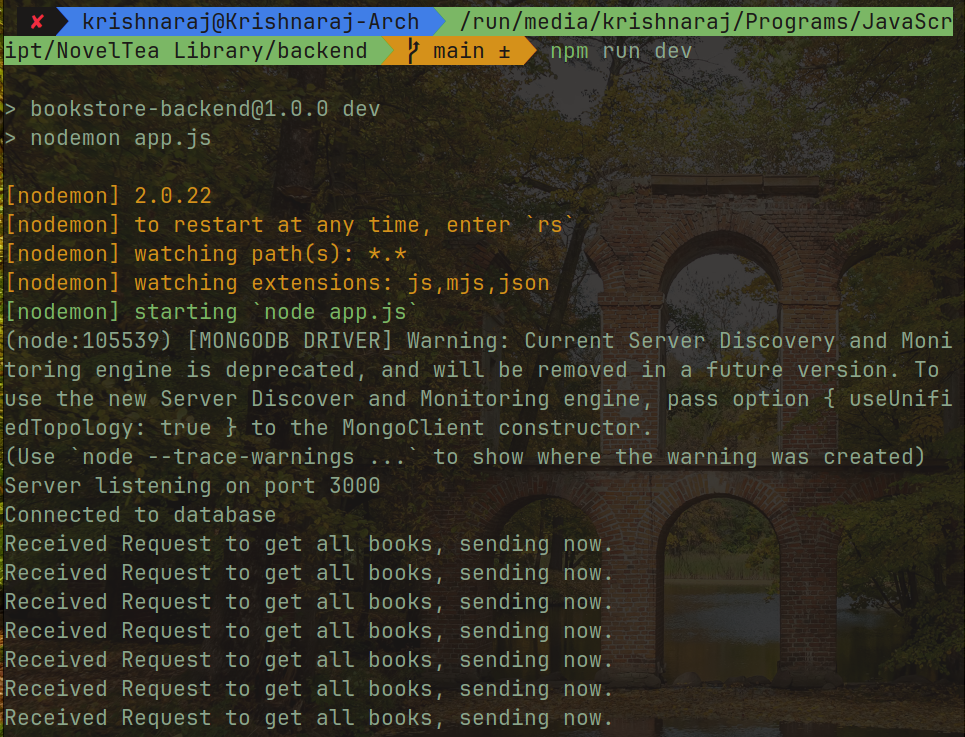 ✘ krishnaraj@Krishnaraj-Arch /run/media/krishnaraj/Programs/JavaScr
ipt/NovelTea Library/backend main ± npm run dev
> bookstore-backend@1.0.0 dev
> nodemon app.js
[nodemon] 2.0.22
[nodemon] to restart at any time, enter `rs`
[nodemon] watching path(s): *.*
[nodemon] watching extensions: js,mjs,json
[nodemon] starting `node app.js`
(node:105539) [MONGODB DRIVER] Warning: Current Server Discovery and Moni
toring engine is deprecated, and will be removed in a future version. To
use the new Server Discover and Monitoring engine, pass option { useUnifi
edTopology: true } to the MongoClient constructor.
(Use `node --trace-warnings ...` to show where the warning was created)
Server listening on port 3000
Connected to database
Received Request to get all books, sending now.
Received Request to get all books, sending now.
Received Request to get all books, sending now.
Received Request to get all books, sending now.
Received Request to get all books, sending now.
Received Request to get all books, sending now.
Received Request to get all books, sending now.